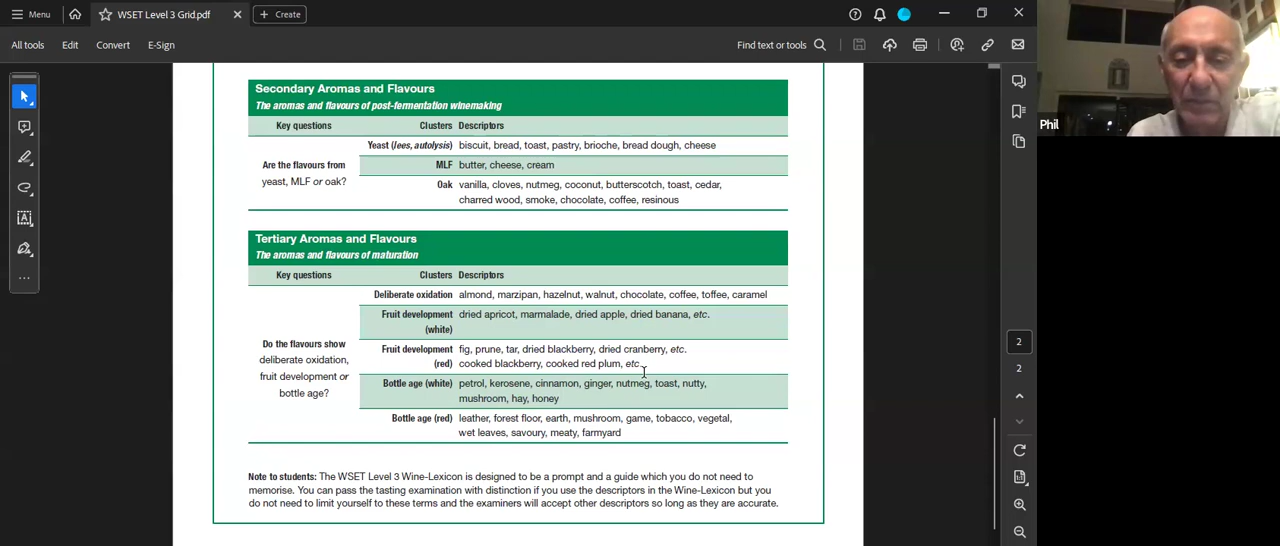 Menu
WSET Level 3 Grid.pdf
Create
All tools
Edit
Convert
E-Sign
Find text or tools
Phil
Secondary Aromas and Flavours
The aromas and flavours of post-fermentation winemaking
Key questions Clusters Descriptors
Are the flavours from
yeast, MLF or oak?
Yeast (lees, autolysis) biscuit, bread, toast, pastry, brioche, bread dough, cheese
MLF butter, cheese, cream
Oak vanilla, cloves, nutmeg, coconut, butterscotch, toast, cedar,
charred wood, smoke, chocolate, coffee, resinous
Tertiary Aromas and Flavours
The aromas and flavours of maturation
Key questions Clusters Descriptors
Do the flavours show
deliberate oxidation,
fruit development or
bottle age?
Deliberate oxidation almond, marzipan, hazelnut, walnut, chocolate, coffee, toffee, caramel
Fruit development dried apricot, marmalade, dried apple, dried banana, etc.
(white)
Fruit development fig, prune, tar, dried blackberry, dried cranberry, etc.
(red) cooked blackberry, cooked red plum, etc.
Bottle age (white) petrol, kerosene, cinnamon, ginger, nutmeg, toast, nutty,
mushroom, hay, honey
Bottle age (red) leather, forest floor, earth, mushroom, game, tobacco, vegetal,
wet leaves, savoury, meaty, farmyard
Note to students: The WSET Level 3 Wine-Lexicon is designed to be a prompt and a guide which you do not need to
memorise. You can pass the tasting examination with distinction if you use the descriptors in the Wine-Lexicon but you
do not need to limit yourself to these terms and the examiners will accept other descriptors so long as they are accurate.
2
2